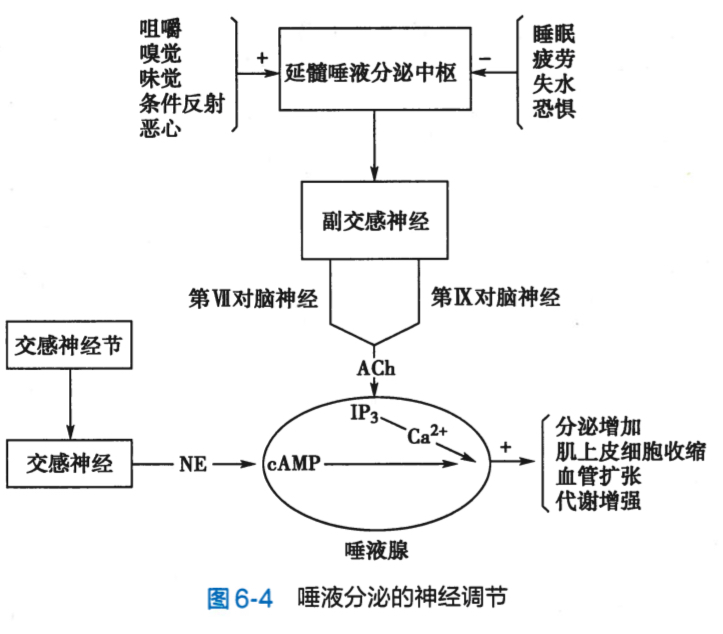 咀嚼
嗅觉
味觉
条件反射
恶心
+
延髓唾液分泌中枢
−
睡眠
疲劳
失水
恐惧
副交感神经
第Ⅶ对脑神经
第Ⅸ对脑神经
交感神经节
ACh
IP₃
Ca²⁺
交感神经
NE
cAMP
+
分泌增加
肌上皮细胞收缩
血管扩张
代谢增强
唾液腺
图6-4 唾液分泌的神经调节